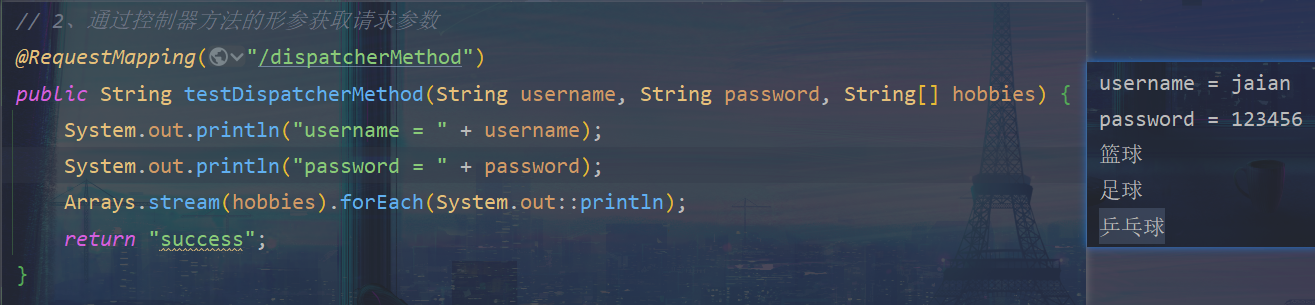 // 2、通过控制器方法的形参获取请求参数
@RequestMapping("/dispatcherMethod")
public String testDispatcherMethod(String username, String password, String[] hobbies) {
System.out.println("username = " + username);
System.out.println("password = " + password);
Arrays.stream(hobbies).forEach(System.out::println);
return "success";
}
username = jaian
password = 123456
篮球
足球
乒乓球